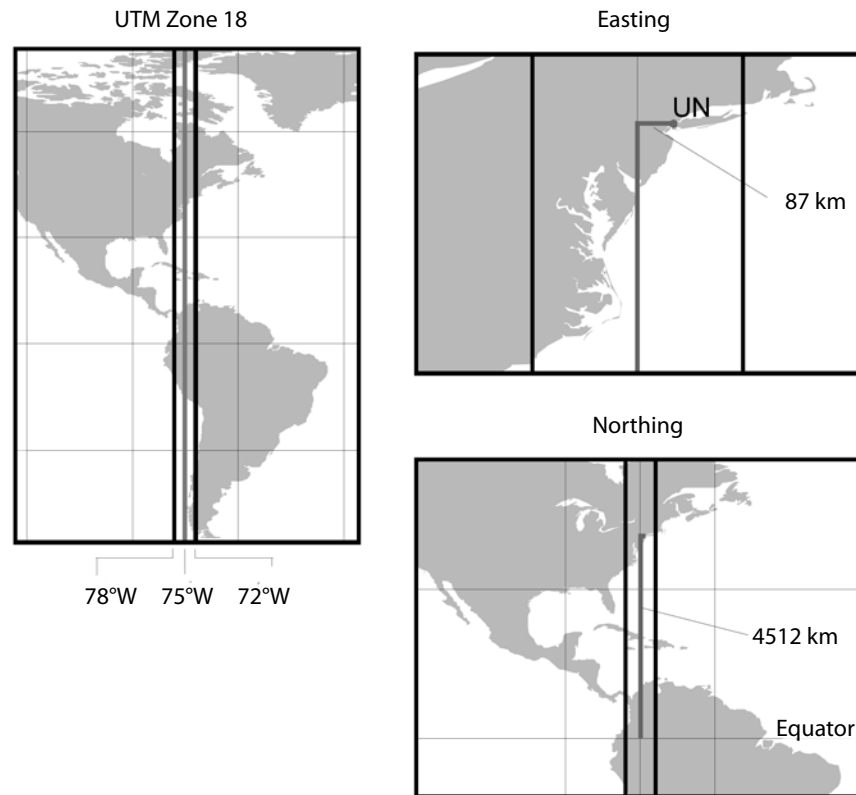 UTM Zone 18
78°W
75°W
72°W
Easting
UN
87 km
Northing
4512 km
Equator